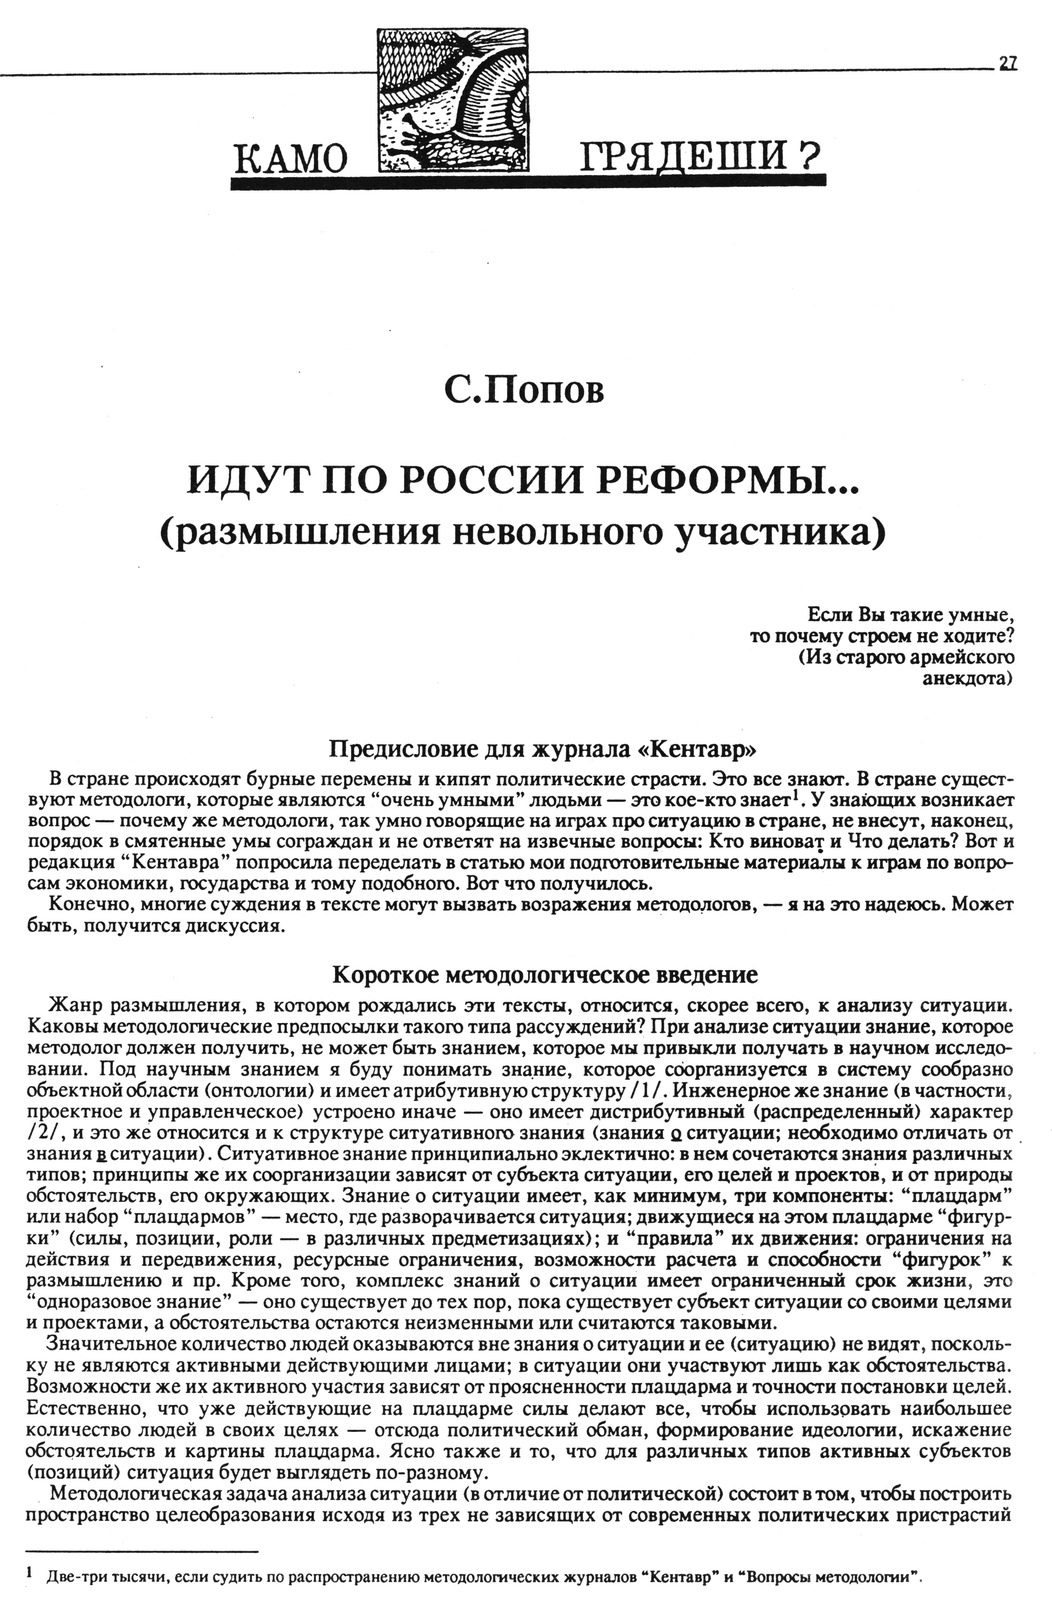 27
КАМО ГРЯДЕШИ?
С.Попов
ИДУТ ПО РОССИИ РЕФОРМЫ...
(размышления невольного участника)
Если Вы такие умные,
то почему строем не ходите?
(Из старого армейского
анекдота)
Предисловие для журнала «Кентавр»
В стране происходят бурные перемены и кипят политические страсти. Это все знают. В стране сущест-
вуют методологи, которые являются “очень умными” людьми — это кое-кто знает¹. У знающих возникает
вопрос — почему же методологи, так умно говорящие на играх про ситуацию в стране, не внесут, наконец,
порядок в смятенные умы сограждан и не ответят на извечные вопросы: Кто виноват и Что делать? Вот и
редакция “Кентавра” попросила переделать в статью мои подготовительные материалы к играм по вопро-
сам экономики, государства и тому подобного. Вот что получилось.
Конечно, многие суждения в тексте могут вызвать возражения методологов, — я на это надеюсь. Может
быть, получится дискуссия.
Короткое методологическое введение
Жанр размышления, в котором рождались эти тексты, относится, скорее всего, к анализу ситуации.
Каковы методологические предпосылки такого типа рассуждений? При анализе ситуации знание, которое
методолог должен получить, не может быть знанием, которое мы привыкли получать в научном исследо-
вании. Под научным знанием я буду понимать знание, которое соорганизуется в систему сообразно
объектной области (онтологии) и имеет атрибутивную структуру /1/. Инженерное же знание (в частности,
проектное и управленческое) устроено иначе — оно имеет дистрибутивный (распределенный) характер
/2/, и это же относится и к структуре ситуативного знания (знания о ситуации; необходимо отличать от
знания в ситуации). Ситуативное знание принципиально эклектично: в нем сочетаются знания различных
типов; принципы же их соорганизации зависят от субъекта ситуации, его целей и проектов, и от природы
обстоятельств, его окружающих. Знание о ситуации имеет, как минимум, три компоненты: “плацдарм”
или набор “плацдармов” — место, где разворачивается ситуация; движущиеся на этом плацдарме “фигур-
ки” (силы, позиции, роли — в различных предметизациях); и “правила” их движения: ограничения на
действия и передвижения, ресурсные ограничения, возможности расчета и способности “фигурок” к
размышлению и пр. Кроме того, комплекс знаний о ситуации имеет ограниченный срок жизни, это
“одноразовое знание” — оно существует до тех пор, пока существует субъект ситуации со своими целями
и проектами, а обстоятельства остаются неизменными или считаются таковыми.
Значительное количество людей оказываются вне знания о ситуации и ее (ситуацию) не видят, посколь-
ку не являются активными действующими лицами; в ситуации они участвуют лишь как обстоятельства.
Возможности же их активного участия зависят от проясненности плацдарма и точности постановки целей.
Естественно, что уже действующие на плацдарме силы делают все, чтобы использовать наибольшее
количество людей в своих целях — отсюда политический обман, формирование идеологии, искажение
обстоятельств и картины плацдарма. Ясно также и то, что для различных типов активных субъектов
(позиций) ситуация будет выглядеть по-разному.
Методологическая задача анализа ситуации (в отличие от политической) состоит в том, чтобы построить
пространство целеобразования исходя из трех не зависящих от современных политических пристрастий
1 Две-три тысячи, если судить по распространению методологических журналов “Кентавр” и “Вопросы методологии”.